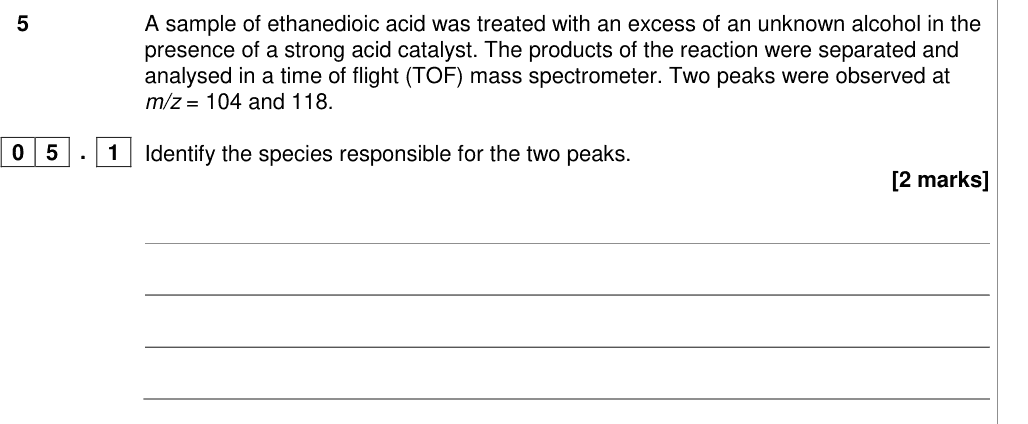 5 A sample of ethanedioic acid was treated with an excess of an unknown alcohol in the
presence of a strong acid catalyst. The products of the reaction were separated and
analysed in a time of flight (TOF) mass spectrometer. Two peaks were observed at
m/z = 104 and 118.
0 5 . 1 Identify the species responsible for the two peaks.
[2 marks]